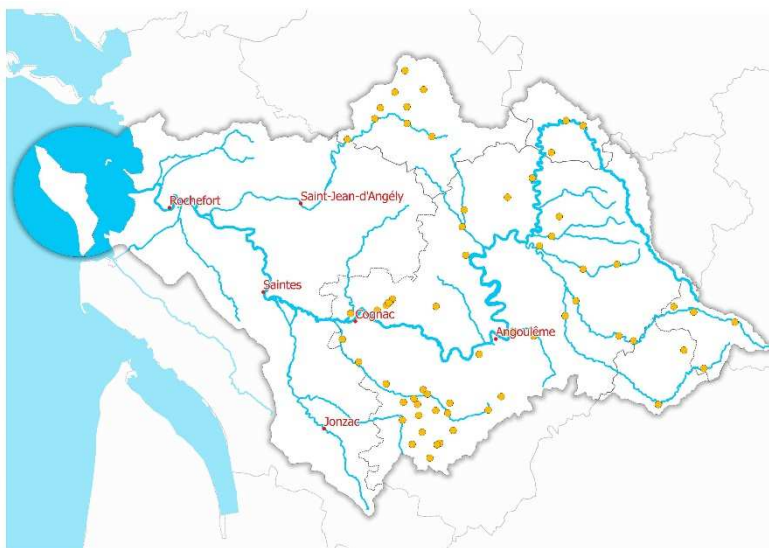 Saint-Jean-d'Angély
Rochefort
Saintes
Cognac
Angoulême
Jonzac